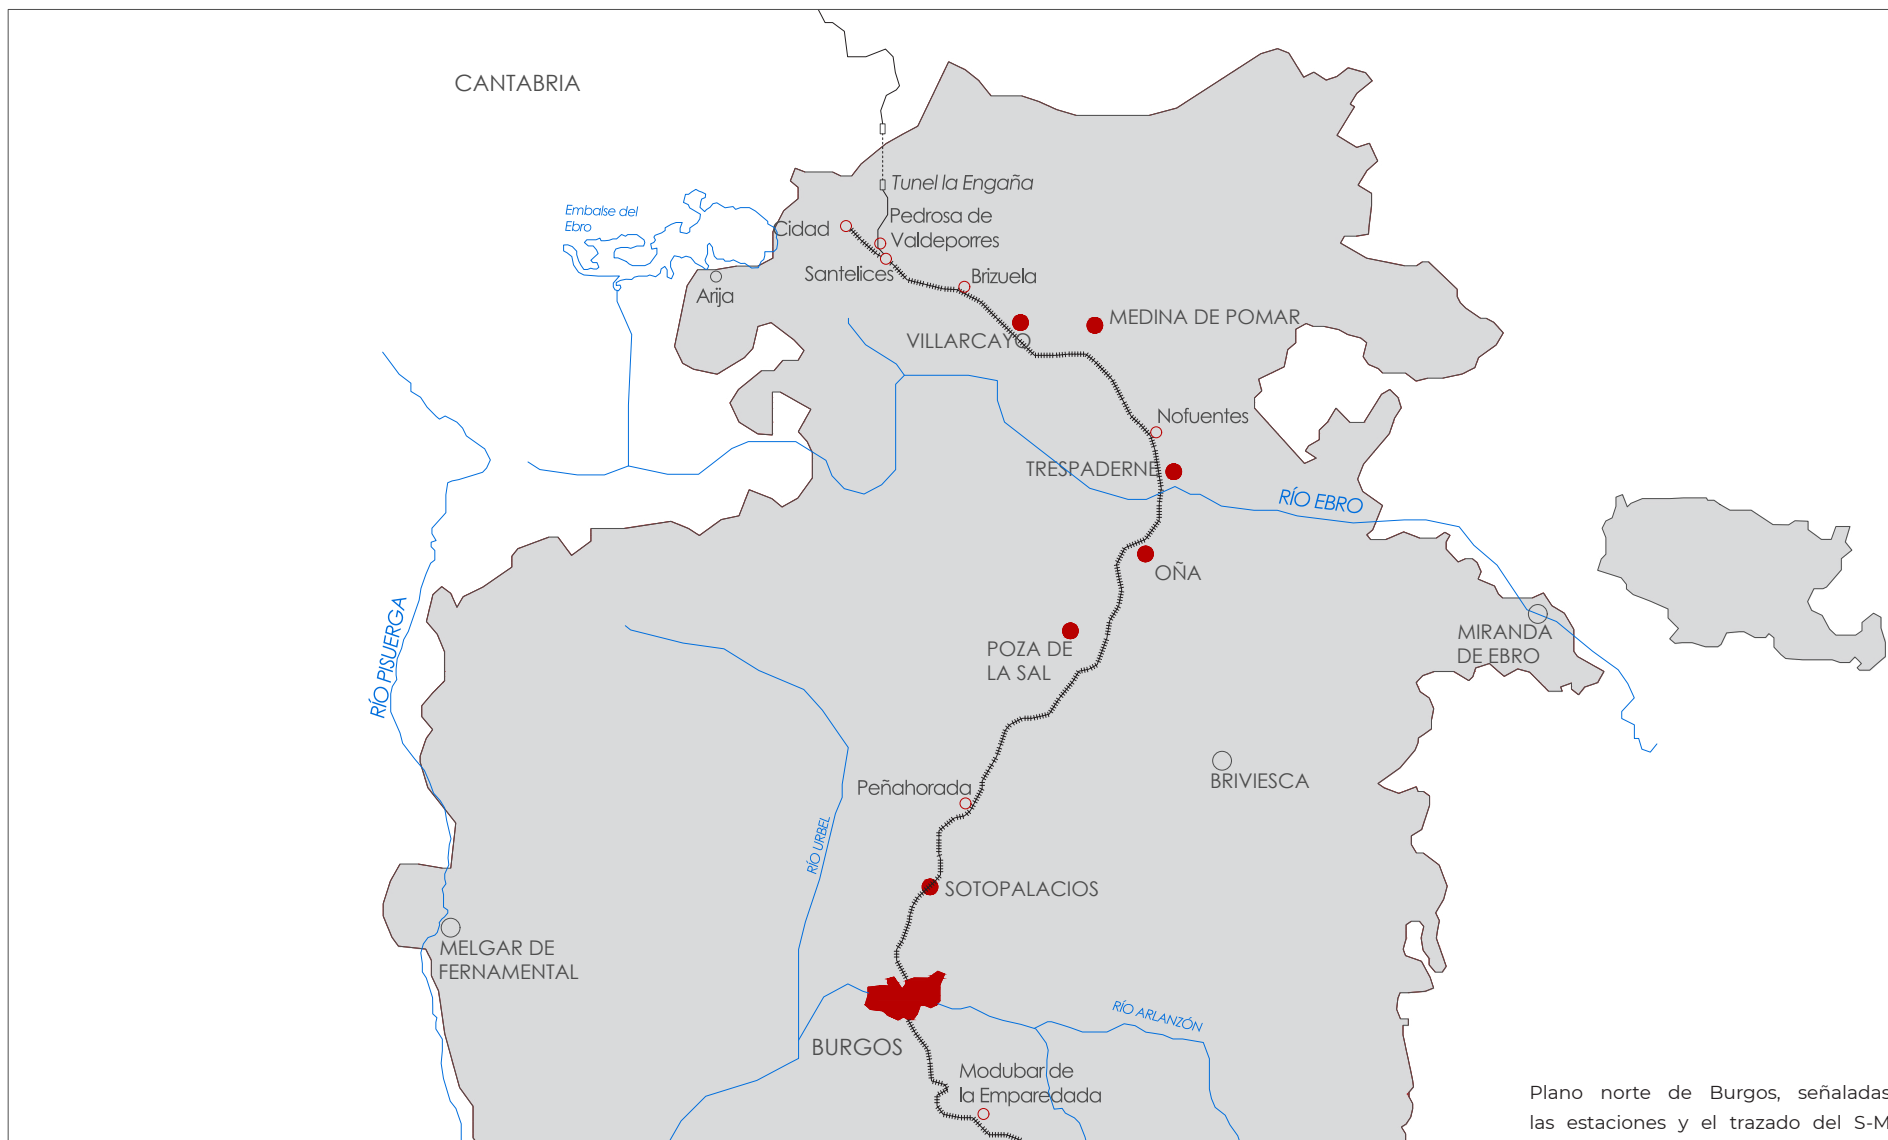 CANTABRIA
Tunel la Engaña
Embalse del
Ebro
Pedrosa de
Valdeporres
Cidad
Santelices
Brizuela
Arija
MEDINA DE POMAR
VILLARCAYO
Nofuentes
TRESPADERNE
RÍO EBRO
OÑA
RÍO PISUERGA
MIRANDA
DE EBRO
POZA DE
LA SAL
BRIVIESCA
Peñahorada
RÍO URBEL
SOTOPALACIOS
MELGAR DE
FERNAMENTAL
RÍO ARLANZÓN
BURGOS
Modubar de
la Emparedada
Plano norte de Burgos, señaladas
las estaciones y el trazado del S-M